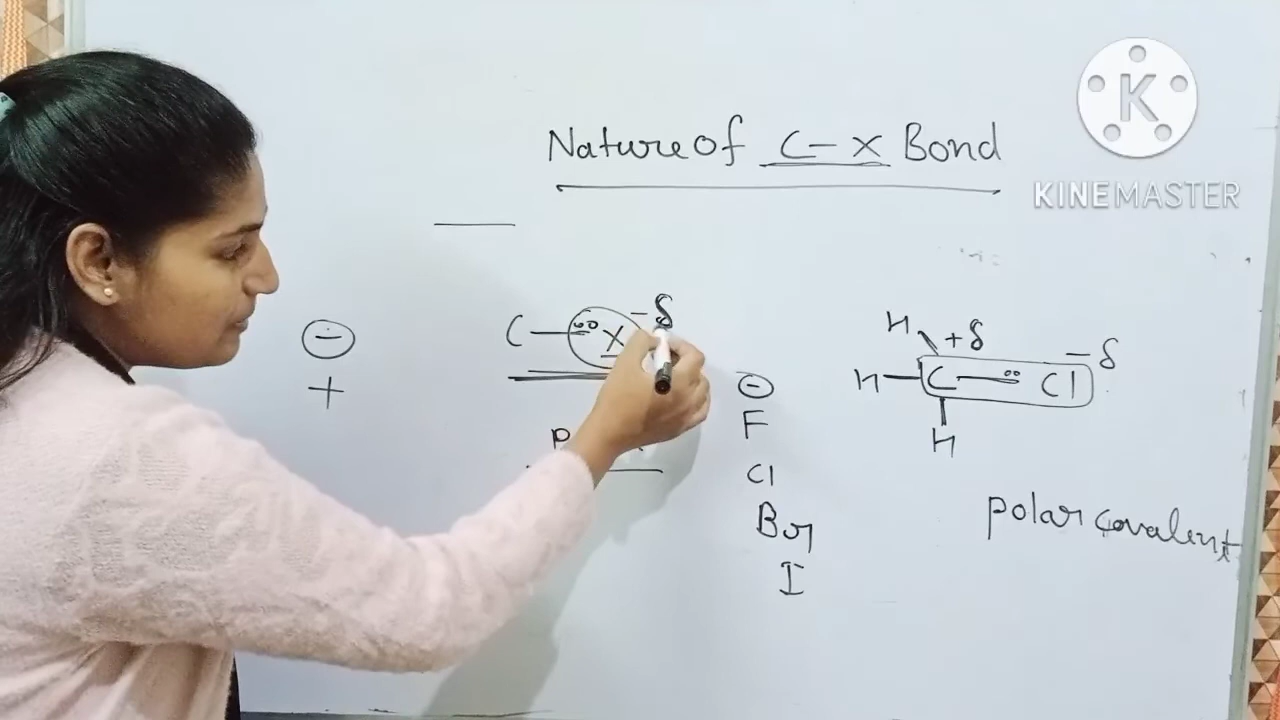 Nature of C - X Bond
K
KINEMASTER
C — X -δ
-
+
H +δ -δ
H — C — Cl
H
-
F
Cl
Br
I
polar covalent